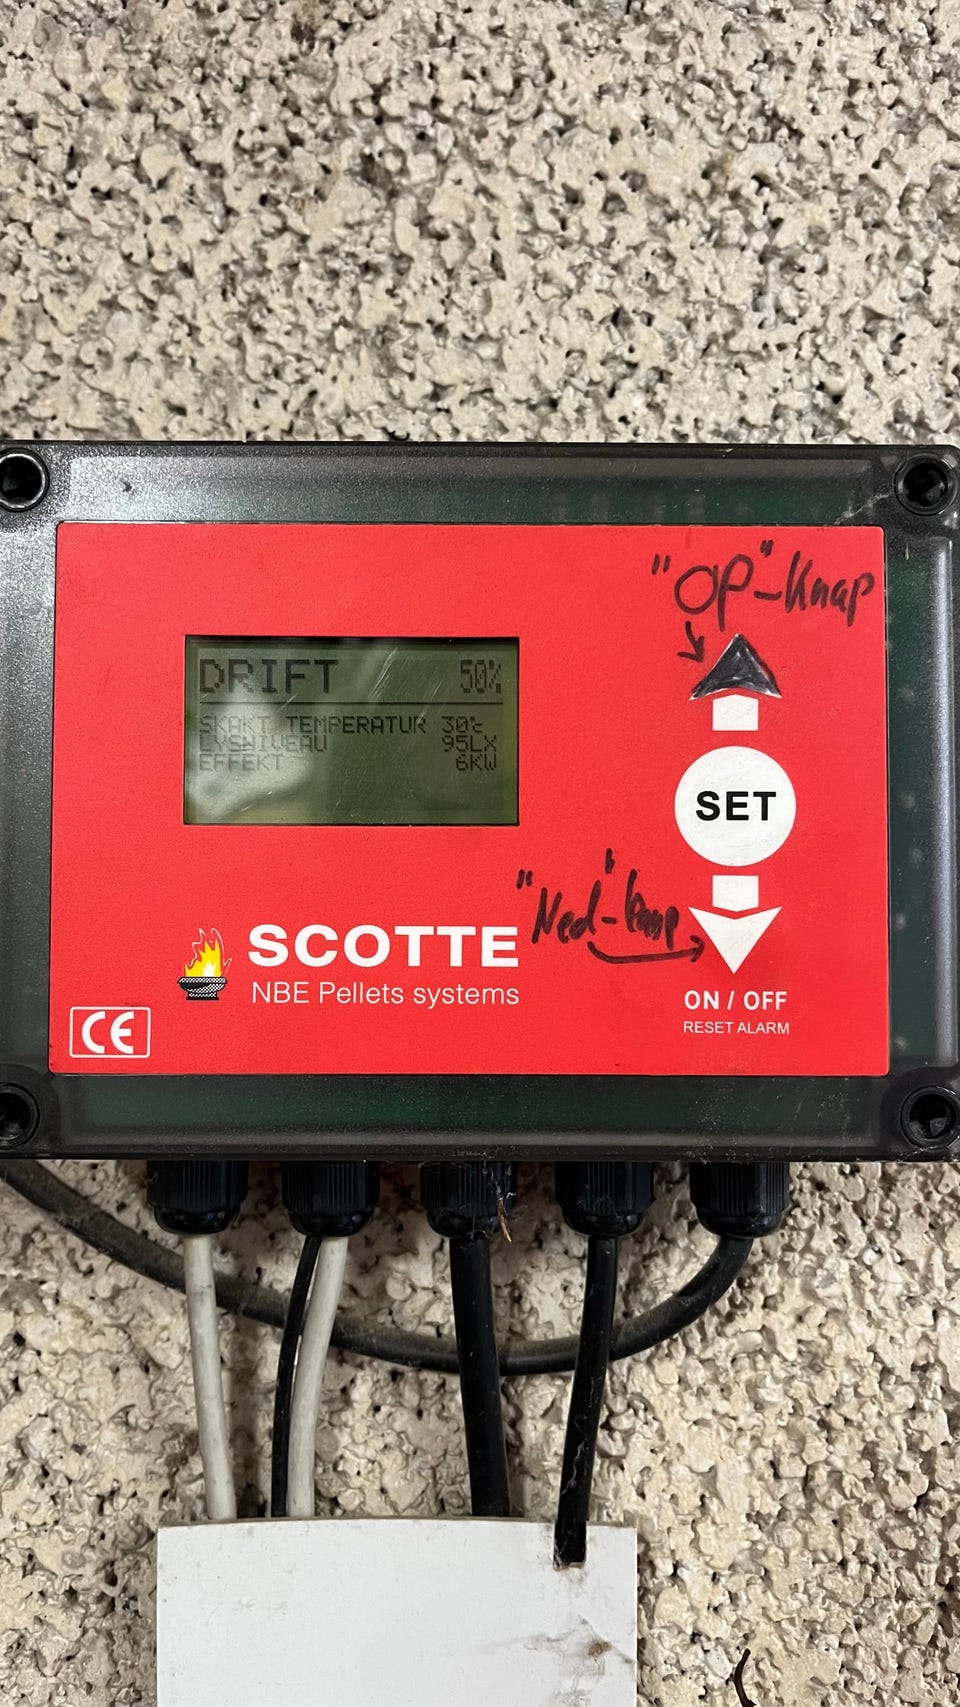 "OP"-Knap
DRIFT 50%
SKAKT TEMPERATUR 30℃
LYSNIVEAU 95LX
EFFEKT 6KW
SET
"Ned"-knap
SCOTTE
NBE Pellets systems
ON / OFF
RESET ALARM
CE